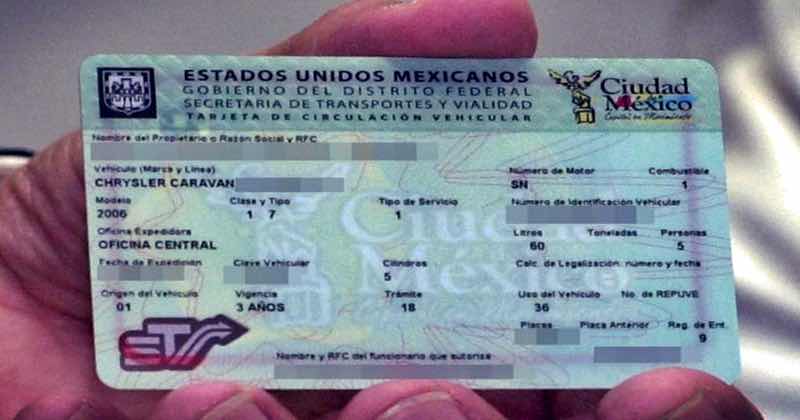 ESTADOS UNIDOS MEXICANOS
GOBIERNO DEL DISTRITO FEDERAL
SECRETARIA DE TRANSPORTES Y VIALIDAD
TARJETA DE CIRCULACIÓN VEHICULAR
Ciudad
México
Capital en Movimiento
Nombre del Propietario o Razón Social y RFC
Vehículo (Marca y Línea) Número de Motor Combustible
CHRYSLER CARAVAN SN 1
Modelo Clase y Tipo Tipo de Servicio Número de Identificación Vehicular
2006 1 7 1
Oficina Expedidora Litros Toneladas Personas
OFICINA CENTRAL 60 5
Fecha de Expedición Clave Vehicular Cilindros Calc. de Legalización: número y fecha
5
Origen del Vehículo Vigencia Trámite Uso del Vehículo No. de REPUVE
01 3 AÑOS 18 36
Placas Placa Anterior Reg. de Ent.
9
STV
Nombre y RFC del funcionario que autoriza
Ciudad
México